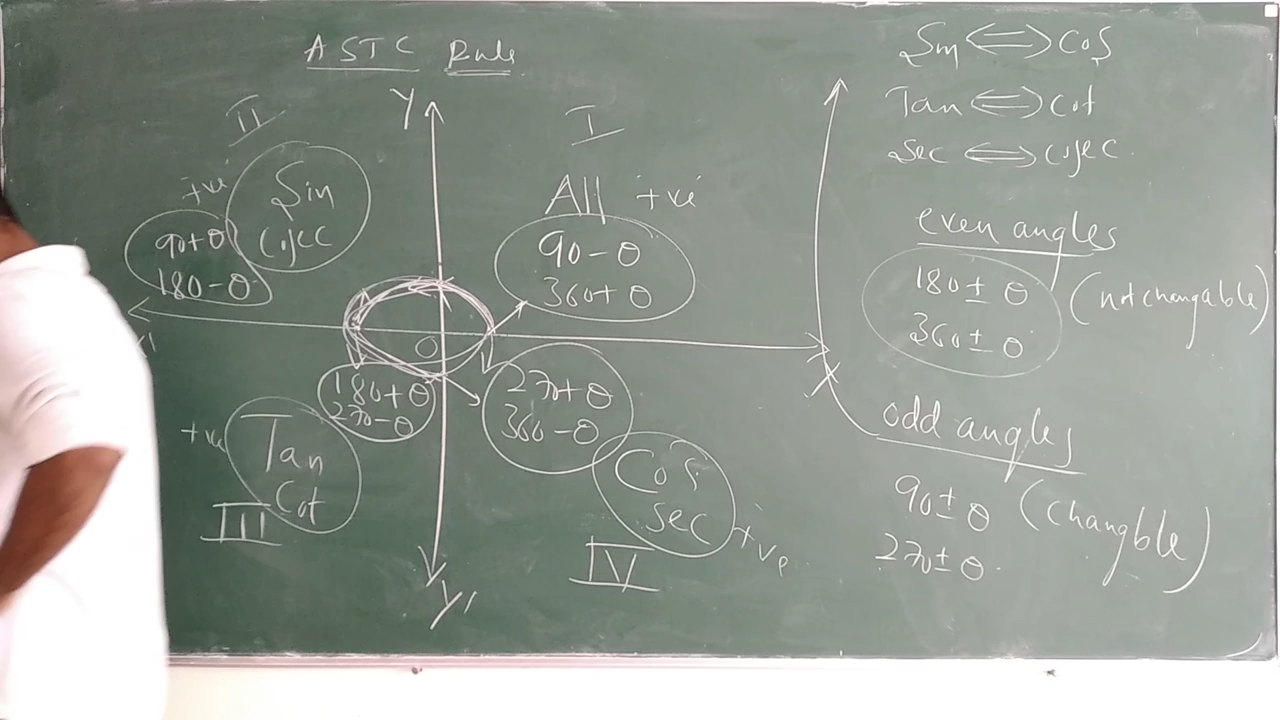 ASTC Rule
Y
II
I
+ve
Sin
Cosec
90+θ
180-θ
All +ve
90-θ
360+θ
O
180+θ
270-θ
270+θ
360-θ
+ve
Tan
Cot
III
Cos
Sec
+ve
IV
Y'
Sin ⟺ Cos
Tan ⟺ Cot
Sec ⟺ Cosec
even angles
180±θ
360±θ
(not changable)
odd angles
90±θ
270±θ
(changble)